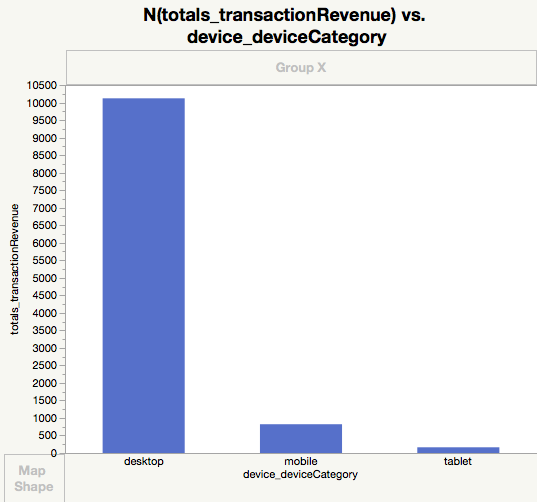 N(totals_transactionRevenue) vs.
device_deviceCategory
Group X
10500
10000
9500
9000
8500
8000
7500
7000
6500
6000
5500
5000
4500
4000
3500
3000
2500
2000
1500
1000
500
0
totals_transactionRevenue
desktop
mobile
tablet
device_deviceCategory
Map
Shape